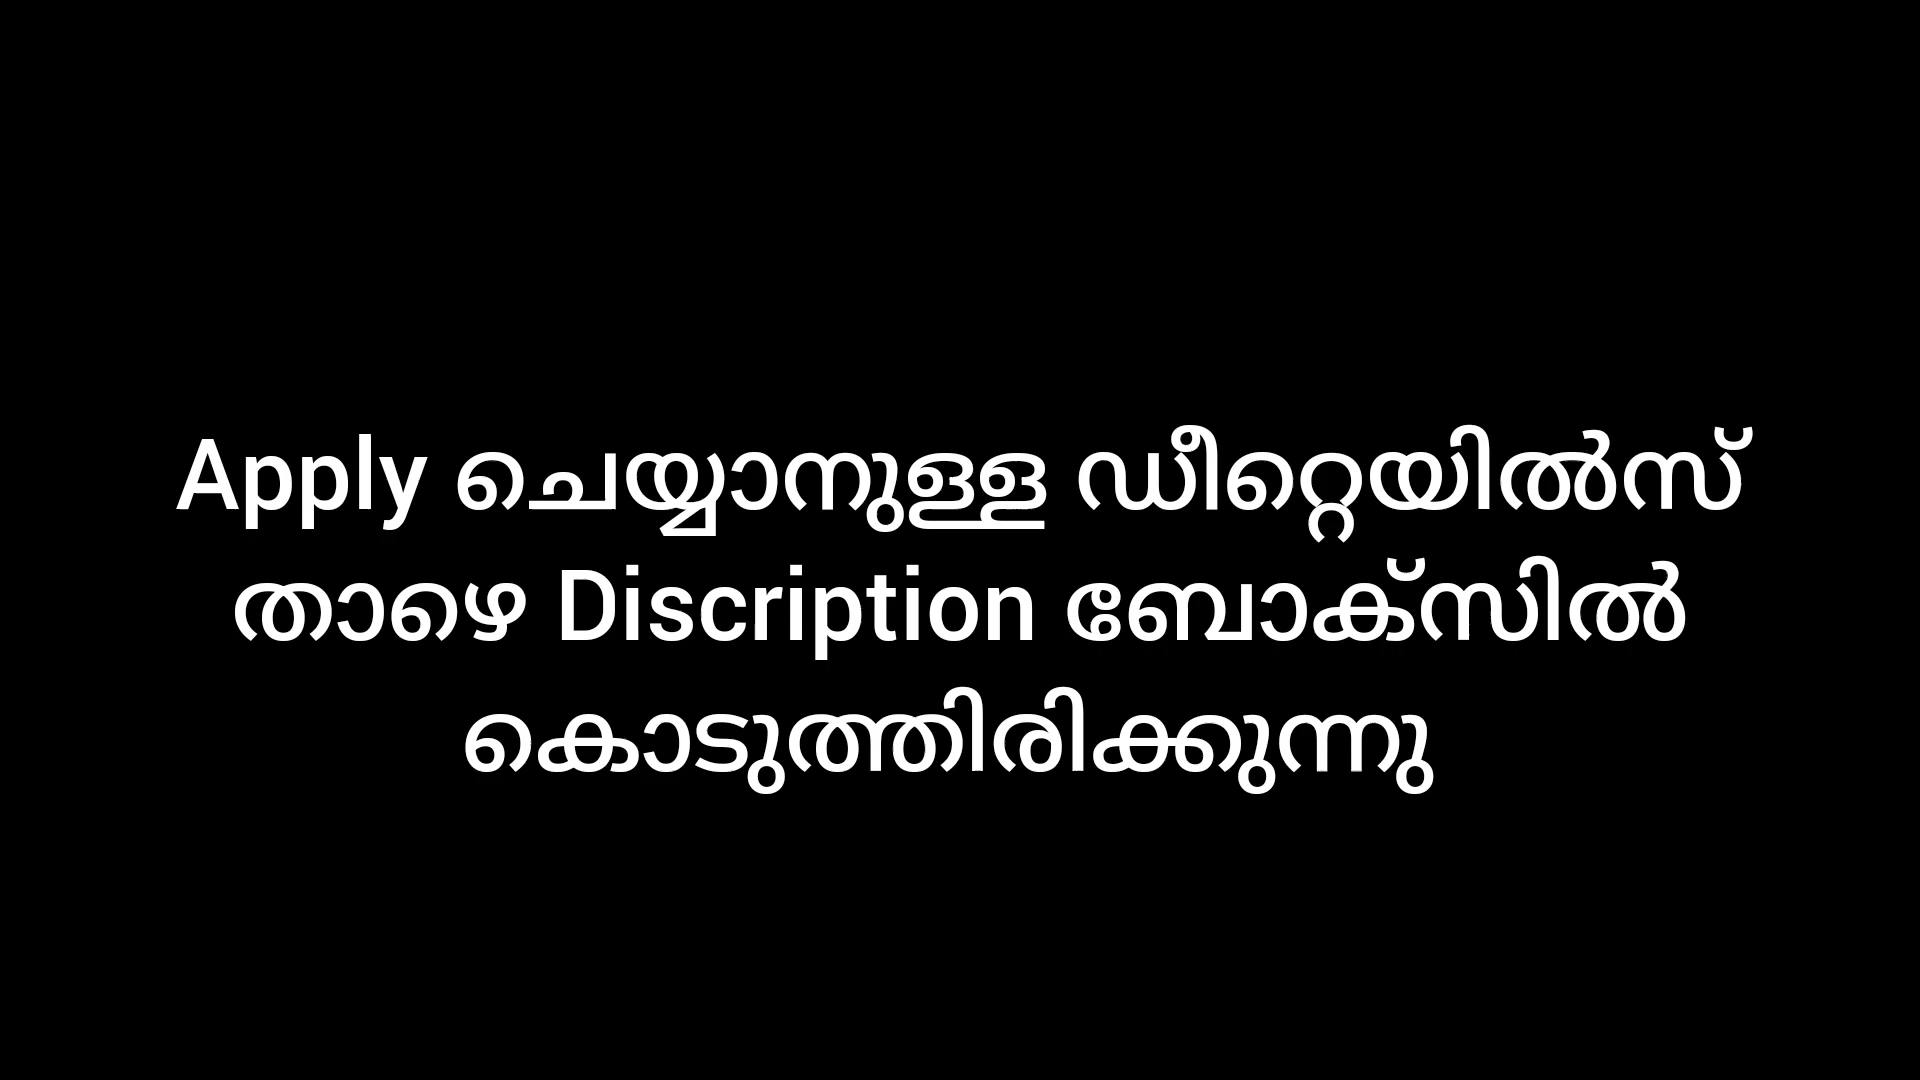 Apply ചെയ്യാനുള്ള ഡീറ്റെയിൽസ്
താഴെ Discription ബോക്സിൽ
കൊടുത്തിരിക്കുന്നു